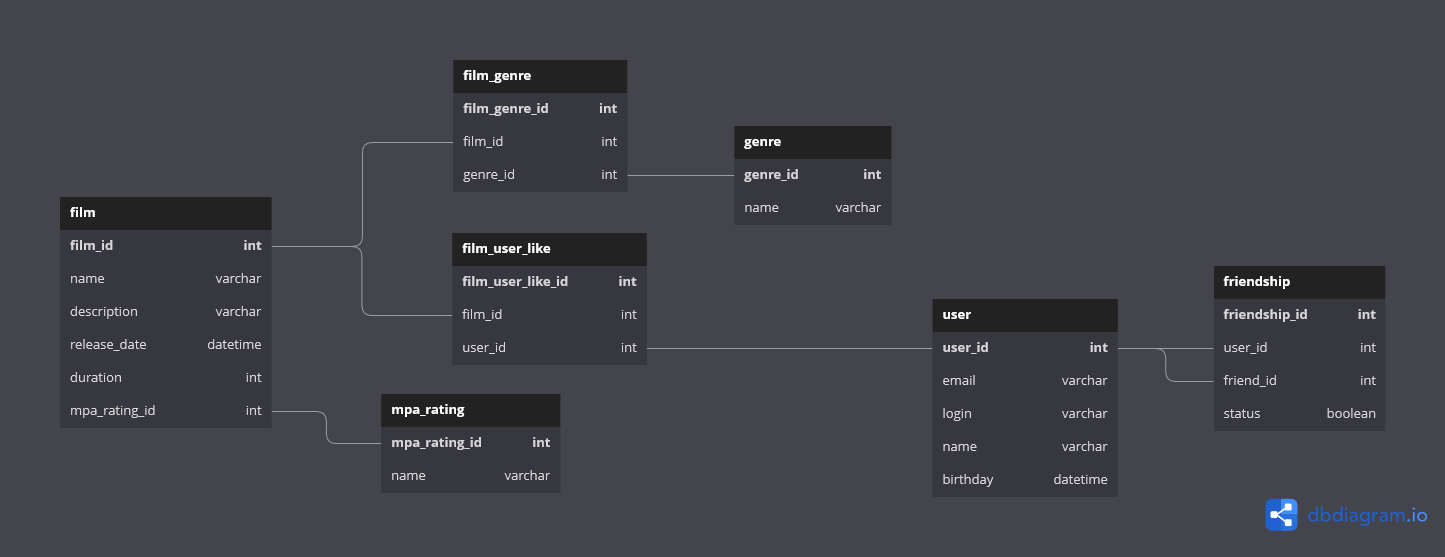 film_genre
film_genre_id int
film_id int
genre_id int
genre
genre_id int
name varchar
film
film_id int
name varchar
description varchar
release_date datetime
duration int
mpa_rating_id int
film_user_like
film_user_like_id int
film_id int
user_id int
mpa_rating
mpa_rating_id int
name varchar
user
user_id int
email varchar
login varchar
name varchar
birthday datetime
friendship
friendship_id int
user_id int
friend_id int
status boolean
dbdiagram.io